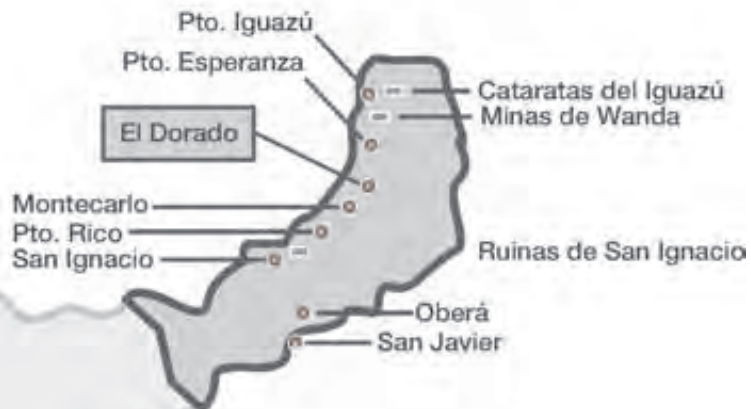 Pto. Iguazú
Pto. Esperanza
Cataratas del Iguazú
Minas de Wanda
El Dorado
Montecarlo
Pto. Rico
San Ignacio
Ruinas de San Ignacio
Oberá
San Javier